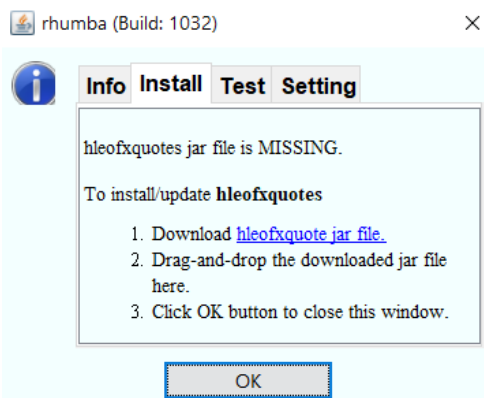 rhumba (Build: 1032)
Info Install Test Setting
hleofxquotes jar file is MISSING.
To install/update hleofxquotes
1. Download hleofxquote jar file.
2. Drag-and-drop the downloaded jar file
here.
3. Click OK button to close this window.
OK